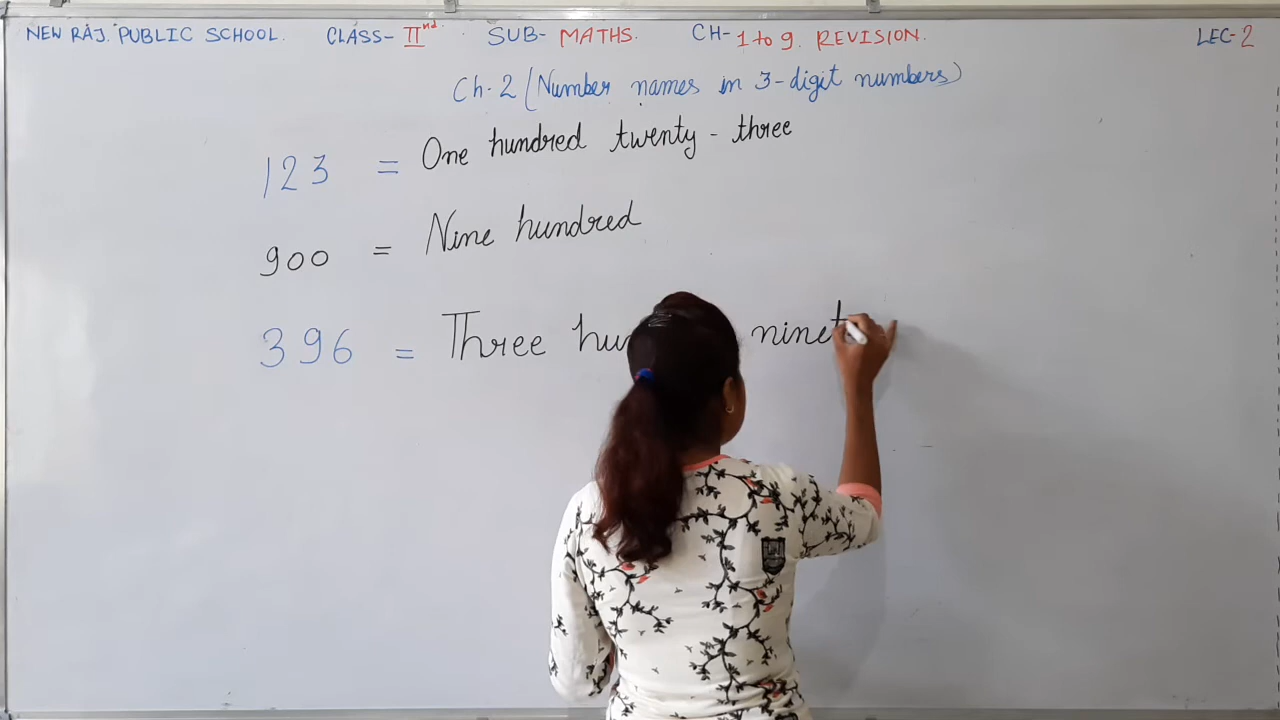 NEW RAJ. PUBLIC SCHOOL. CLASS- IInd. SUB- MATHS. CH- 1 to 9. REVISION. LEC-2
Ch.2 (Number names in 3-digit numbers)
123 = One hundred twenty-three
900 = Nine hundred
396 = Three